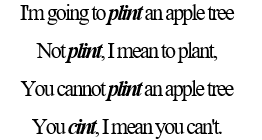 I'm going to plint an apple tree
Not plint, I mean to plant,
You cannot plint an apple tree
You cint, I mean you can't.